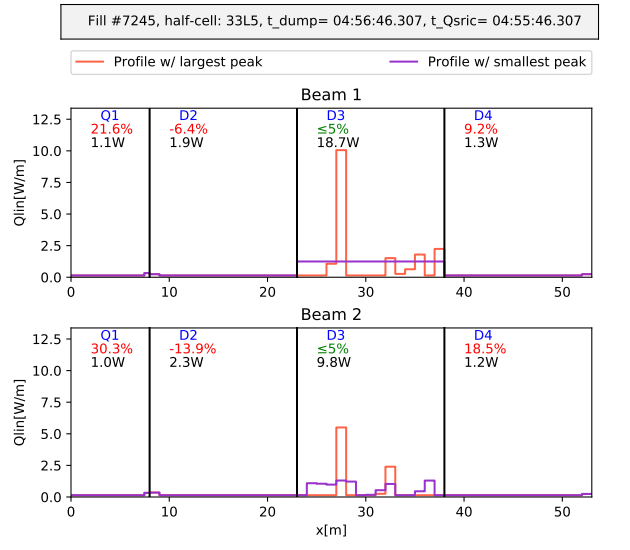 Fill #7245, half-cell: 33L5, t_dump= 04:56:46.307, t_Qsric= 04:55:46.307
Profile w/ largest peak Profile w/ smallest peak
Beam 1
Q1 D2 D3 D4
21.6% -6.4% ≤5% 9.2%
1.1W 1.9W 18.7W 1.3W
12.5
10.0
7.5
5.0
2.5
0.0
Qlin[W/m]
0 10 20 30 40 50
Beam 2
Q1 D2 D3 D4
30.3% -13.9% ≤5% 18.5%
1.0W 2.3W 9.8W 1.2W
12.5
10.0
7.5
5.0
2.5
0.0
Qlin[W/m]
0 10 20 30 40 50
x[m]